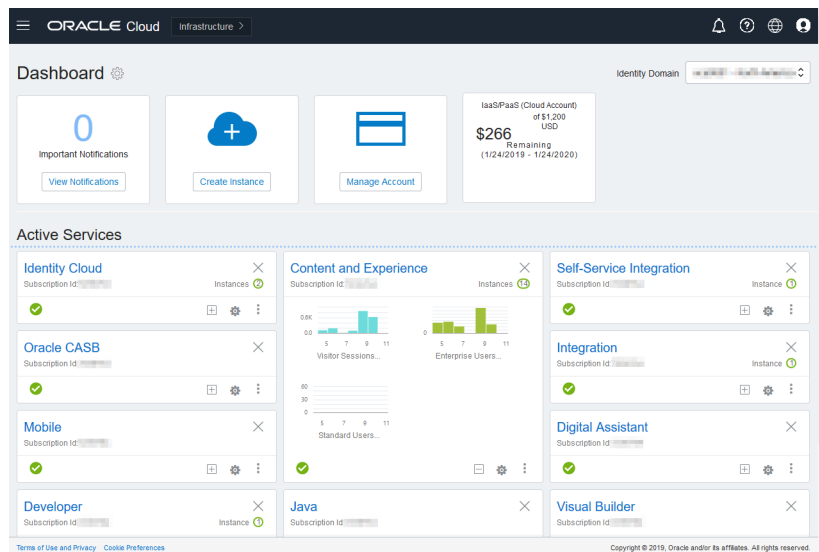 ORACLE Cloud
Infrastructure >
Dashboard
Identity Domain
0
Important Notifications
View Notifications
+
Create Instance
Manage Account
IaaS/PaaS (Cloud Account)
$266 of $1,200 USD
Remaining
(1/24/2019 - 1/24/2020)
Active Services
Identity Cloud
Subscription Id:
Instances 2
Content and Experience
Subscription Id:
Instances 14
0.6K
0.0
5 7 9 11
Visitor Sessions...
0
5 7 9 11
Enterprise Users...
60
30
0
5 7 9 11
Standard Users...
Self-Service Integration
Subscription Id:
Instance 1
Oracle CASB
Subscription Id:
Integration
Subscription Id:
Instance 1
Mobile
Subscription Id:
Digital Assistant
Subscription Id:
Developer
Subscription Id:
Instance 1
Java
Subscription Id:
Visual Builder
Subscription Id:
Terms of Use and Privacy Cookie Preferences
Copyright © 2019, Oracle and/or its affiliates. All rights reserved.